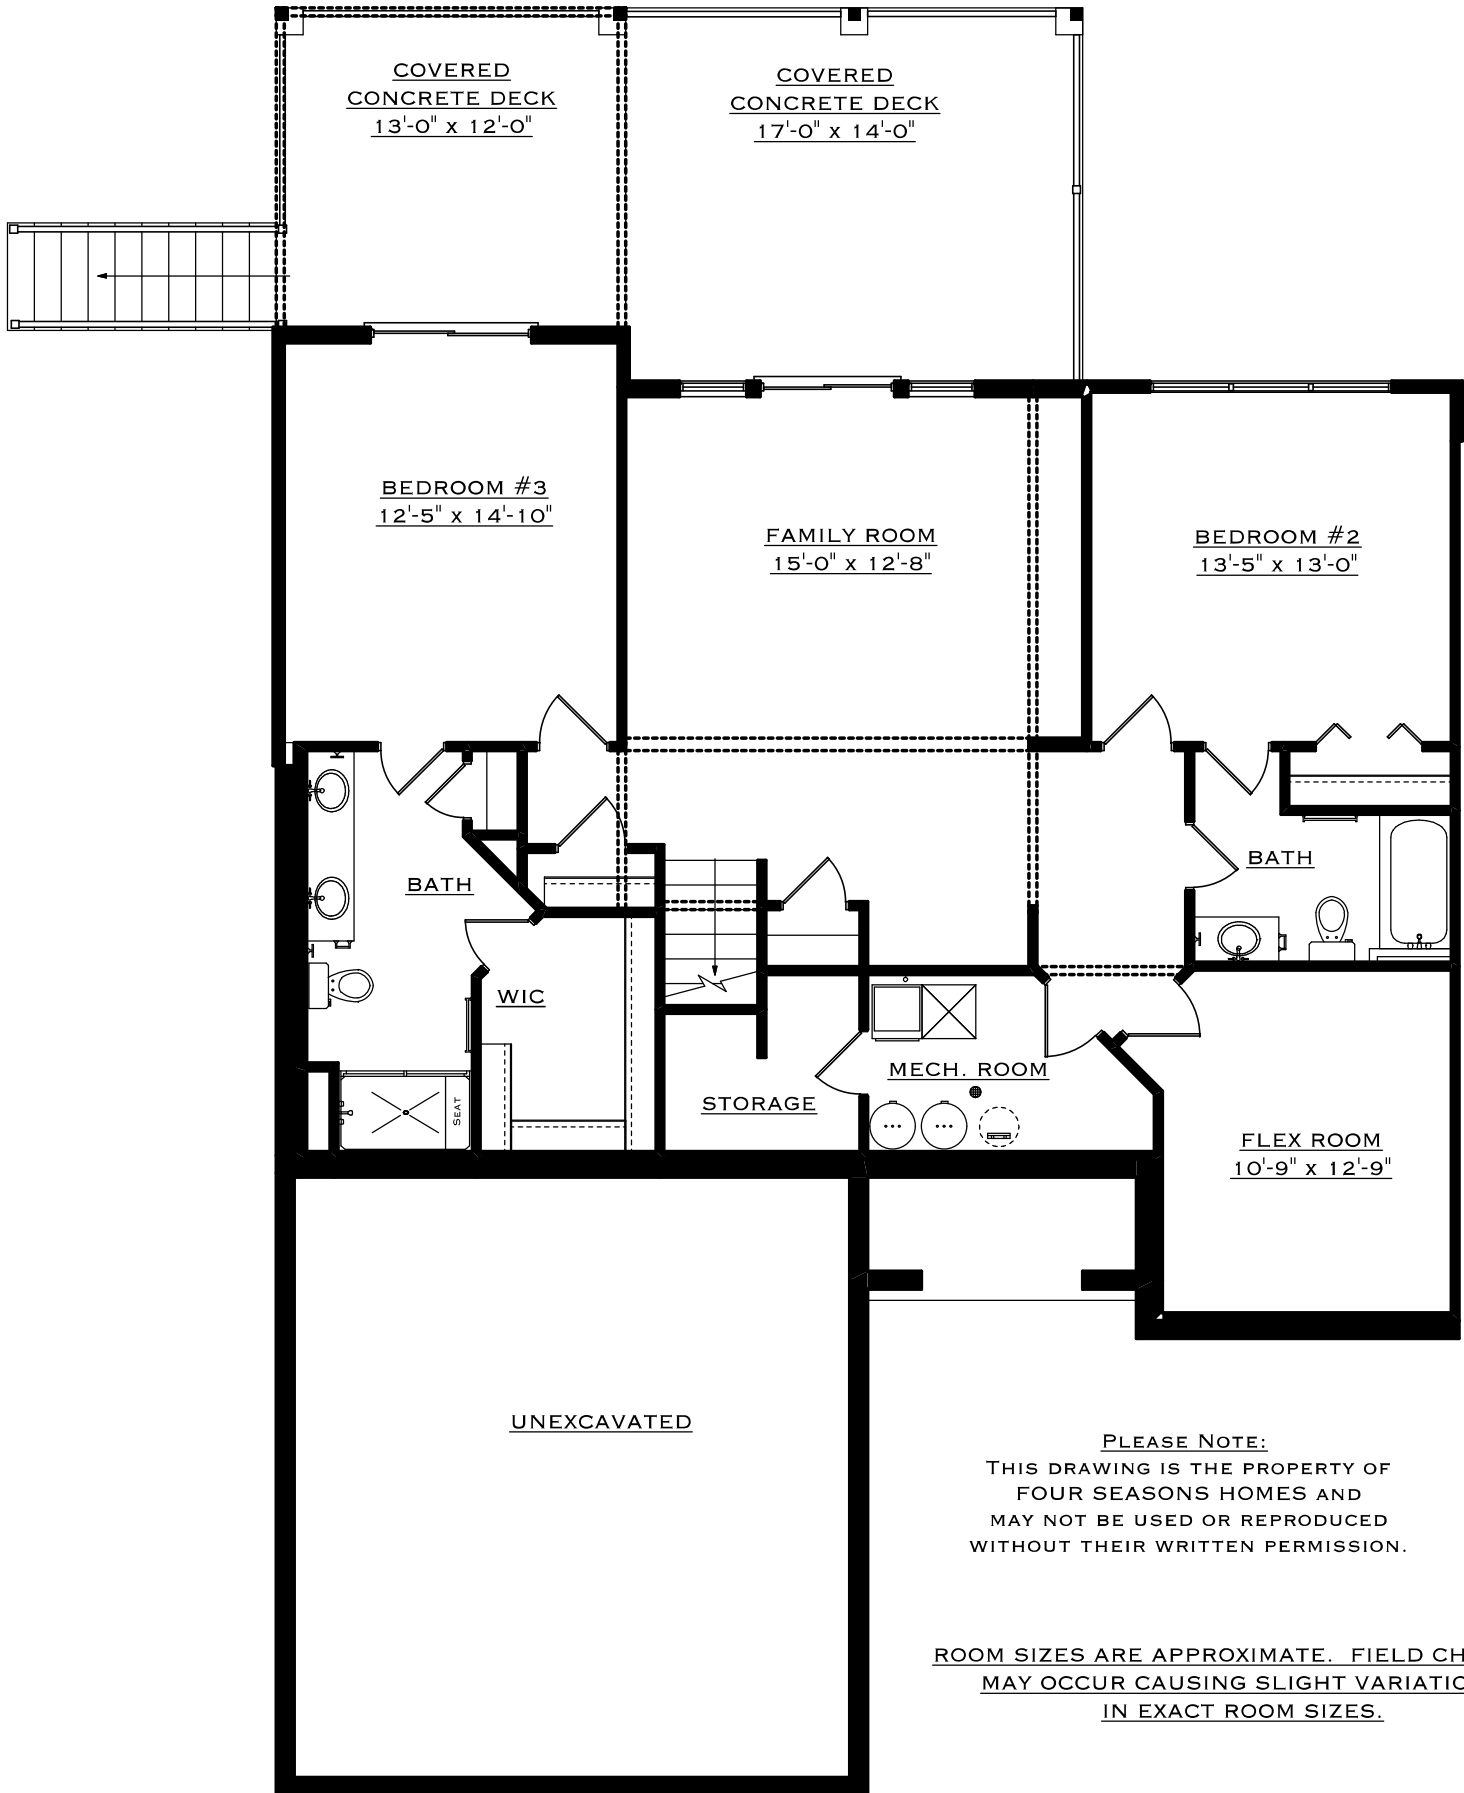 COVERED
CONCRETE DECK
13'-0" x 12'-0"
COVERED
CONCRETE DECK
17'-0" x 14'-0"
BEDROOM #3
12'-5" x 14'-10"
FAMILY ROOM
15'-0" x 12'-8"
BEDROOM #2
13'-5" x 13'-0"
BATH
BATH
WIC
MECH. ROOM
STORAGE
SEAT
FLEX ROOM
10'-9" x 12'-9"
UNEXCAVATED
PLEASE NOTE:
THIS DRAWING IS THE PROPERTY OF
FOUR SEASONS HOMES AND
MAY NOT BE USED OR REPRODUCED
WITHOUT THEIR WRITTEN PERMISSION.
ROOM SIZES ARE APPROXIMATE. FIELD CH
MAY OCCUR CAUSING SLIGHT VARIATIO
IN EXACT ROOM SIZES.